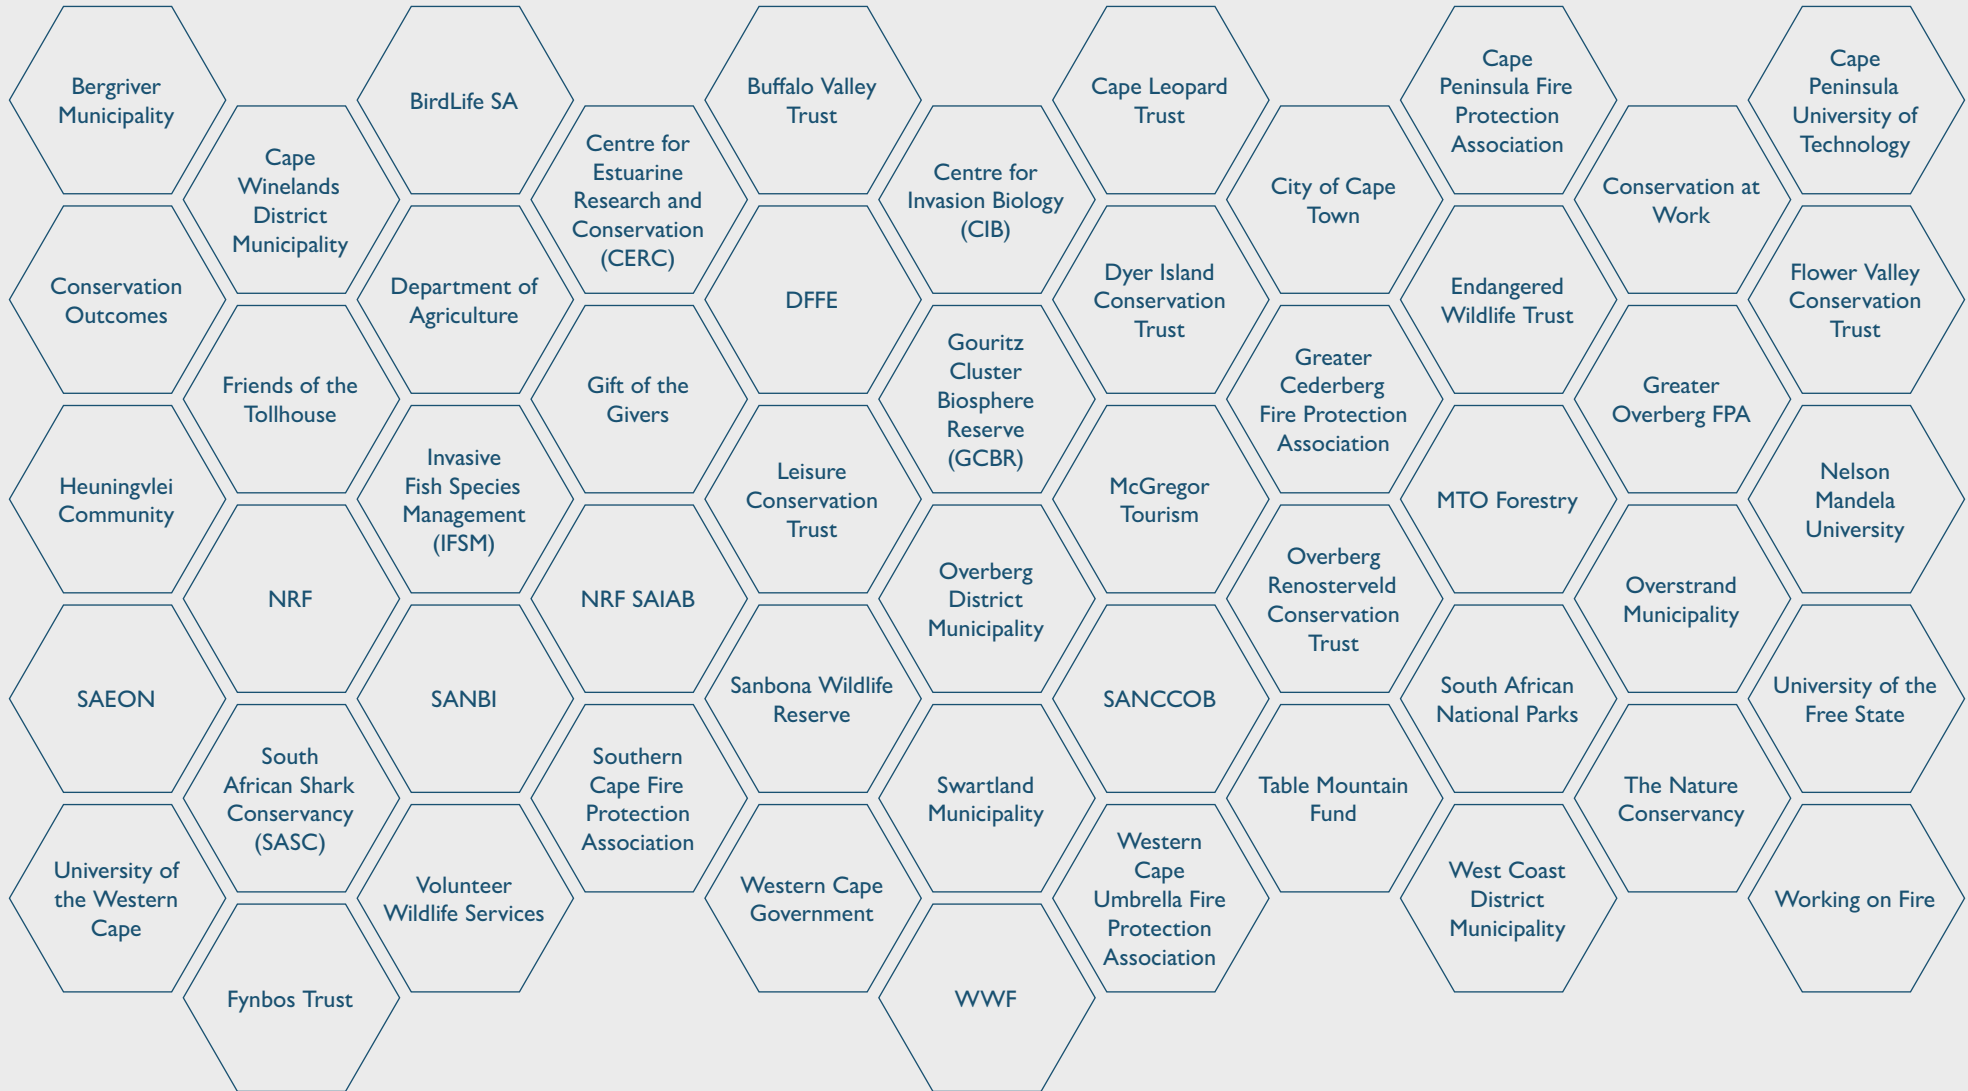 Bergriver
Municipality
BirdLife SA
Buffalo Valley
Trust
Cape Leopard
Trust
Cape
Peninsula Fire
Protection
Association
Cape
Peninsula
University of
Technology
Cape
Winelands
District
Municipality
Centre for
Estuarine
Research and
Conservation
(CERC)
Centre for
Invasion Biology
(CIB)
City of Cape
Town
Conservation at
Work
Conservation
Outcomes
Department of
Agriculture
DFFE
Dyer Island
Conservation
Trust
Endangered
Wildlife Trust
Flower Valley
Conservation
Trust
Friends of the
Tollhouse
Gift of the
Givers
Gouritz
Cluster
Biosphere
Reserve
(GCBR)
Greater
Cederberg
Fire Protection
Association
Greater
Overberg FPA
Heuningvlei
Community
Invasive
Fish Species
Management
(IFSM)
Leisure
Conservation
Trust
McGregor
Tourism
MTO Forestry
Nelson
Mandela
University
NRF
NRF SAIAB
Overberg
District
Municipality
Overberg
Renosterveld
Conservation
Trust
Overstrand
Municipality
SAEON
SANBI
Sanbona Wildlife
Reserve
SANCCOB
South African
National Parks
University of the
Free State
South
African Shark
Conservancy
(SASC)
Southern
Cape Fire
Protection
Association
Swartland
Municipality
Table Mountain
Fund
The Nature
Conservancy
University of
the Western
Cape
Volunteer
Wildlife Services
Western Cape
Government
Western
Cape
Umbrella Fire
Protection
Association
West Coast
District
Municipality
Working on Fire
Fynbos Trust
WWF